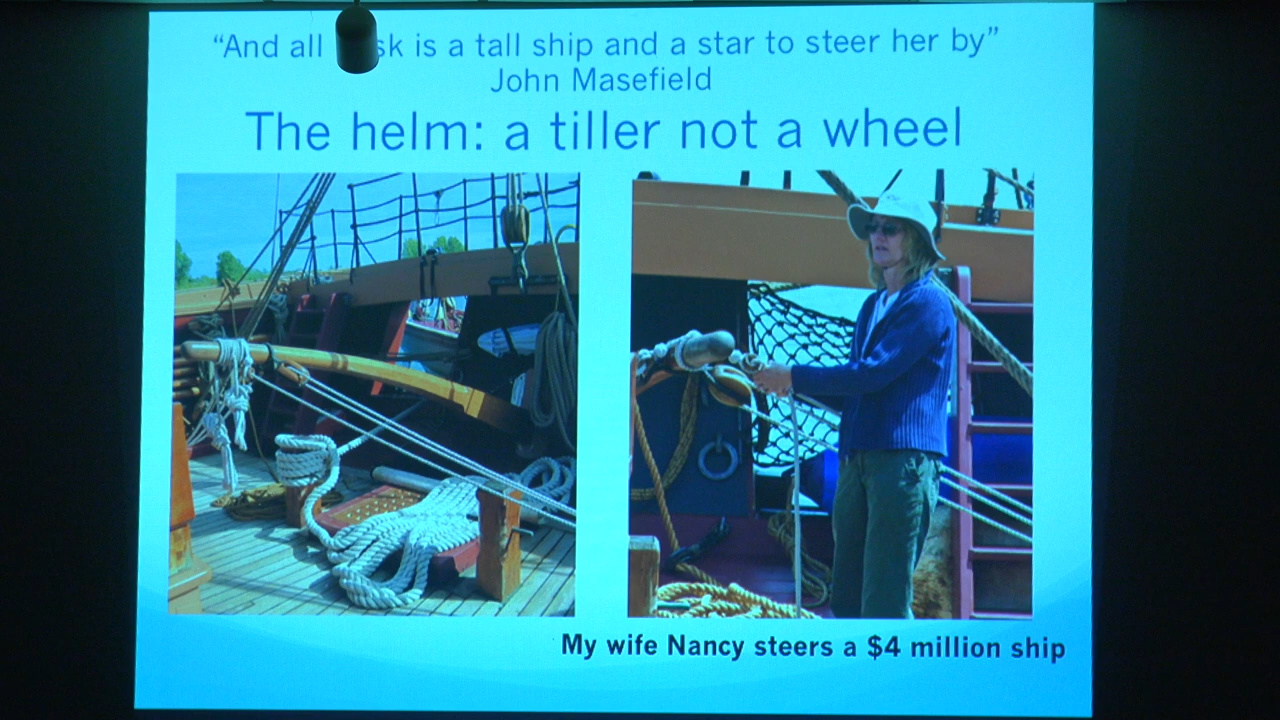 “And all sk is a tall ship and a star to steer her by”
John Masefield
The helm: a tiller not a wheel
My wife Nancy steers a $4 million ship